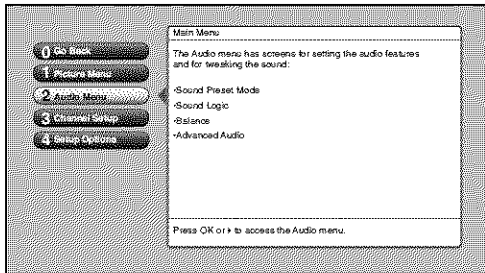 Main Menu
0 Go Back
1 Picture Menu
2 Audio Menu
3 Channel Setup
4 Setup Options
The Audio menu has screens for setting the audio features
and for tweaking the sound:
•Sound Preset Mode
•Sound Logic
•Balance
•Advanced Audio
Press OK or ▸ to access the Audio menu.